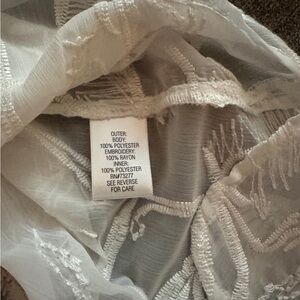 OUTER:
BODY:
100% POLYESTER
EMBROIDERY:
100% RAYON
INNER:
100% POLYESTER
RN#73277
SEE REVERSE
FOR CARE